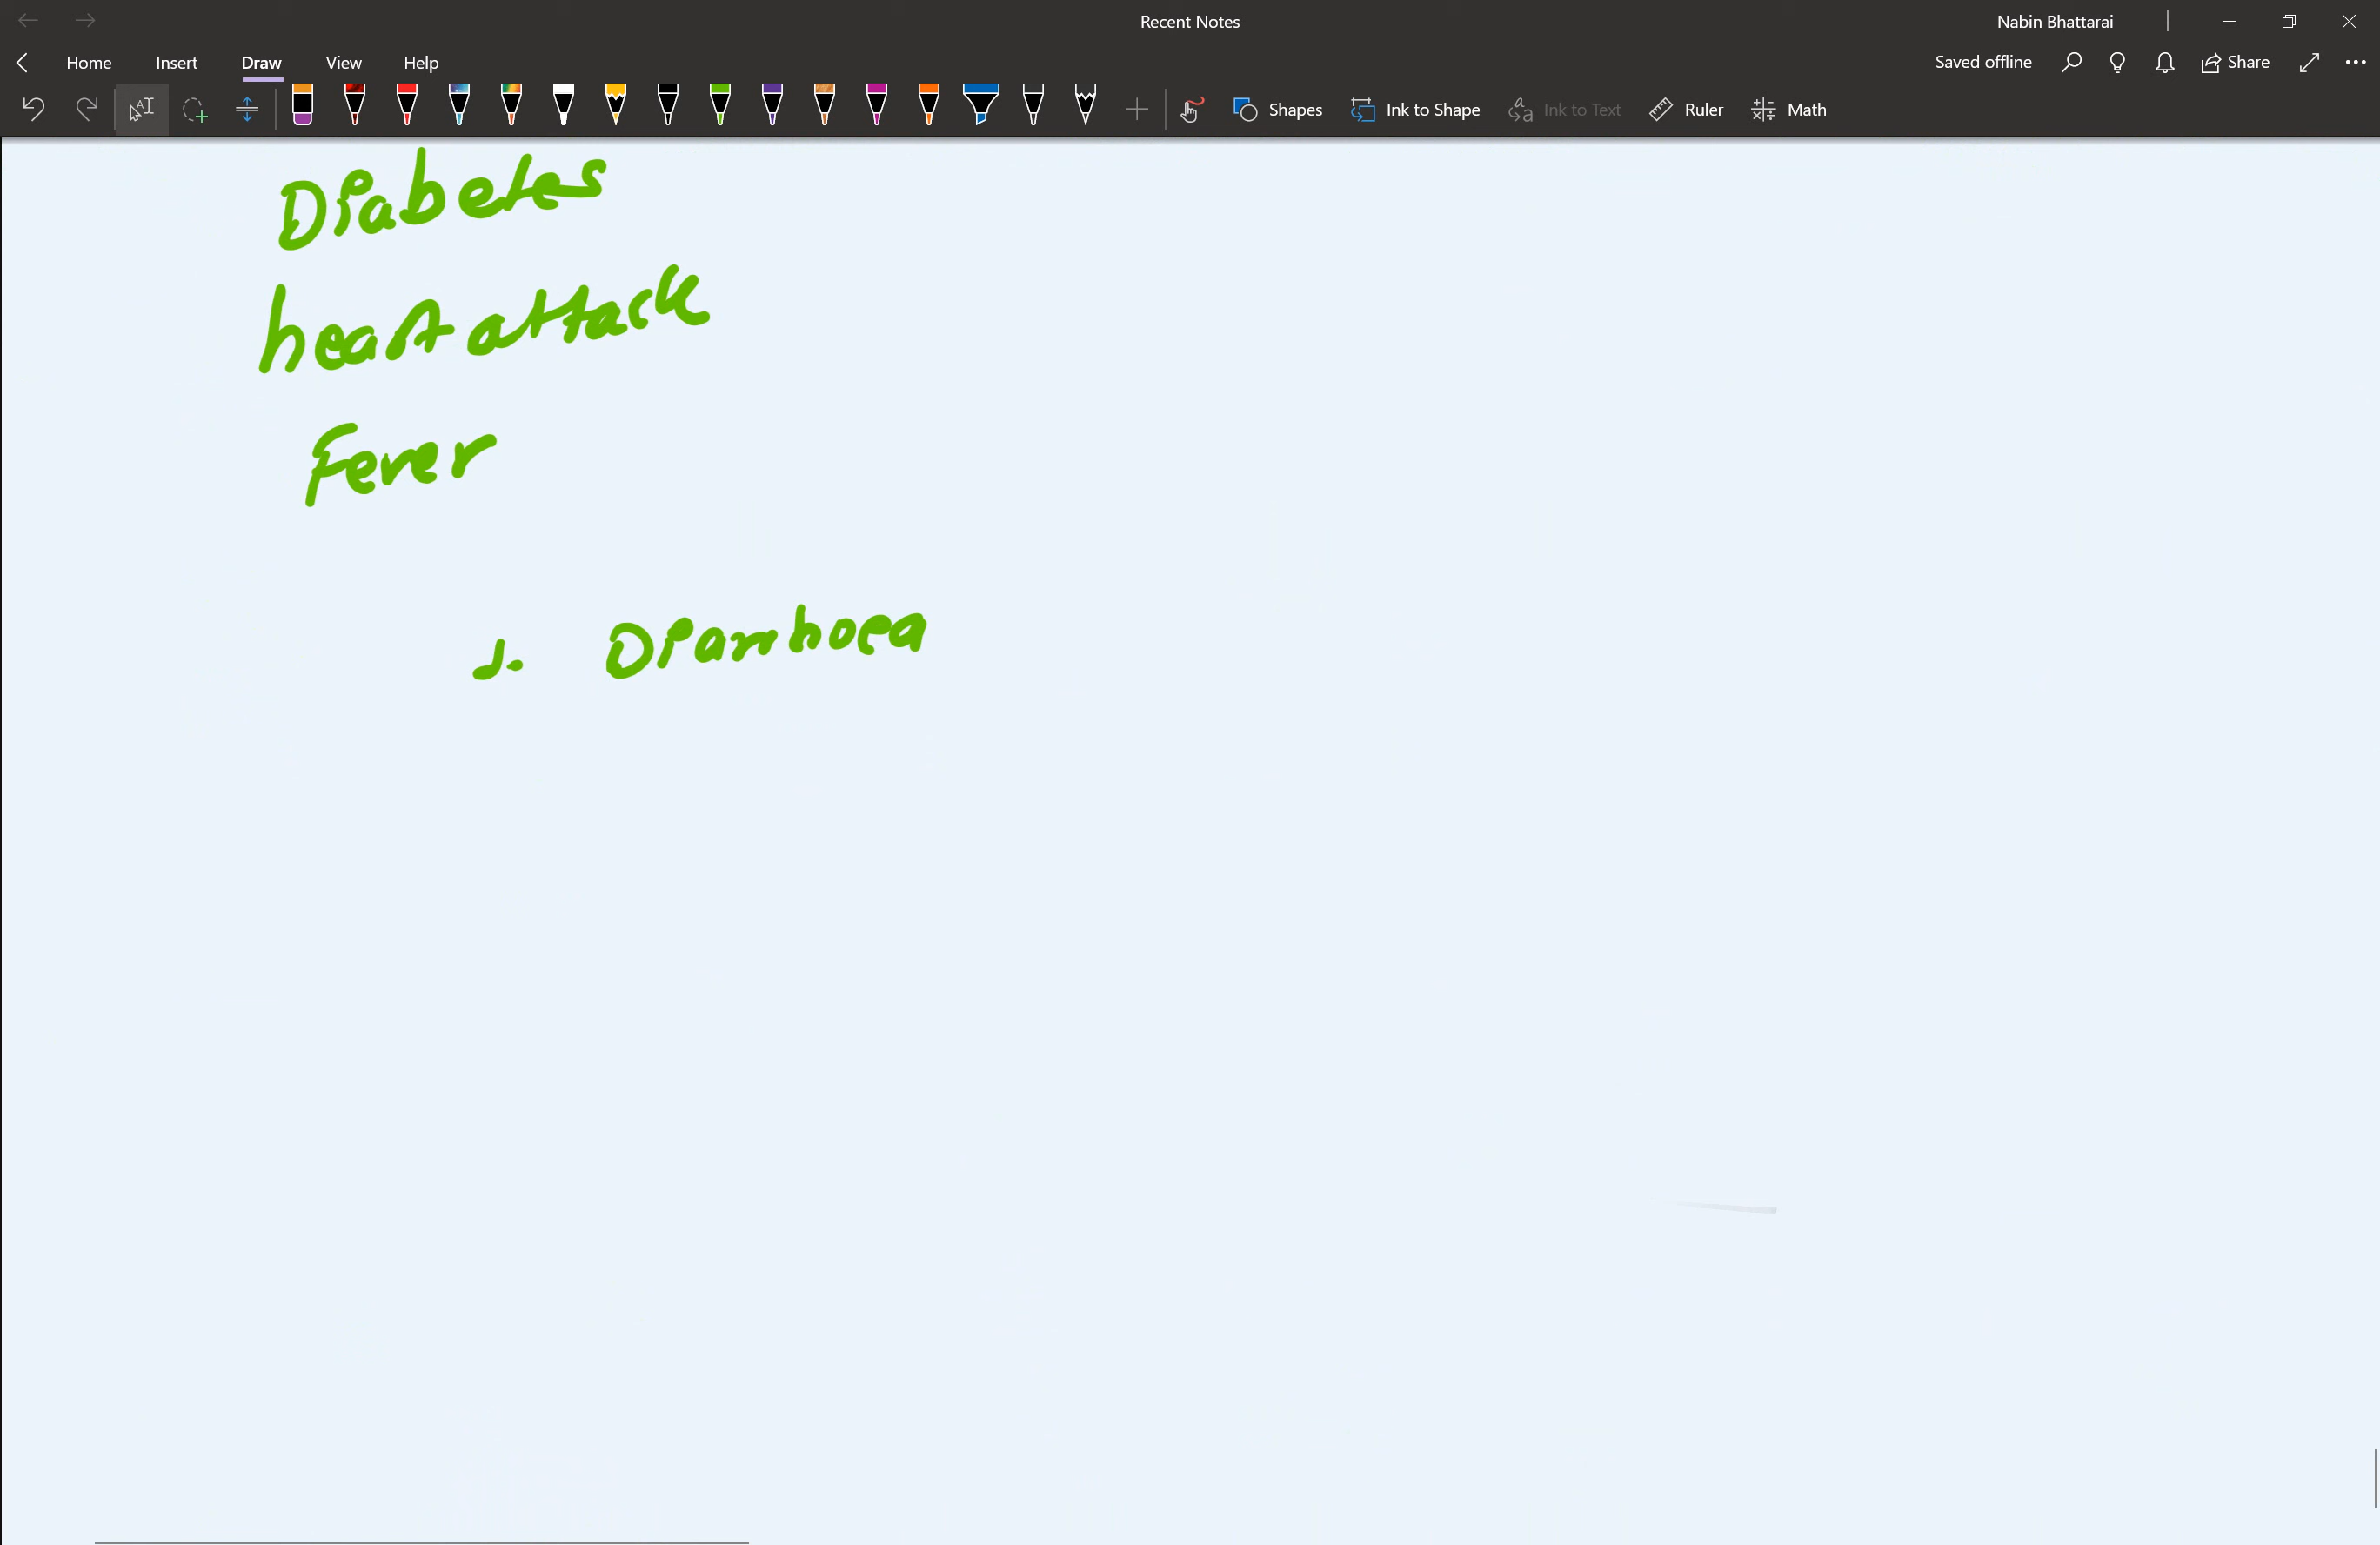 Recent Notes
Nabin Bhattarai
Home Insert Draw View Help
Saved offline Share
Shapes Ink to Shape Ink to Text Ruler Math
Diabetes
heart attack
Fever
Diarrhoea